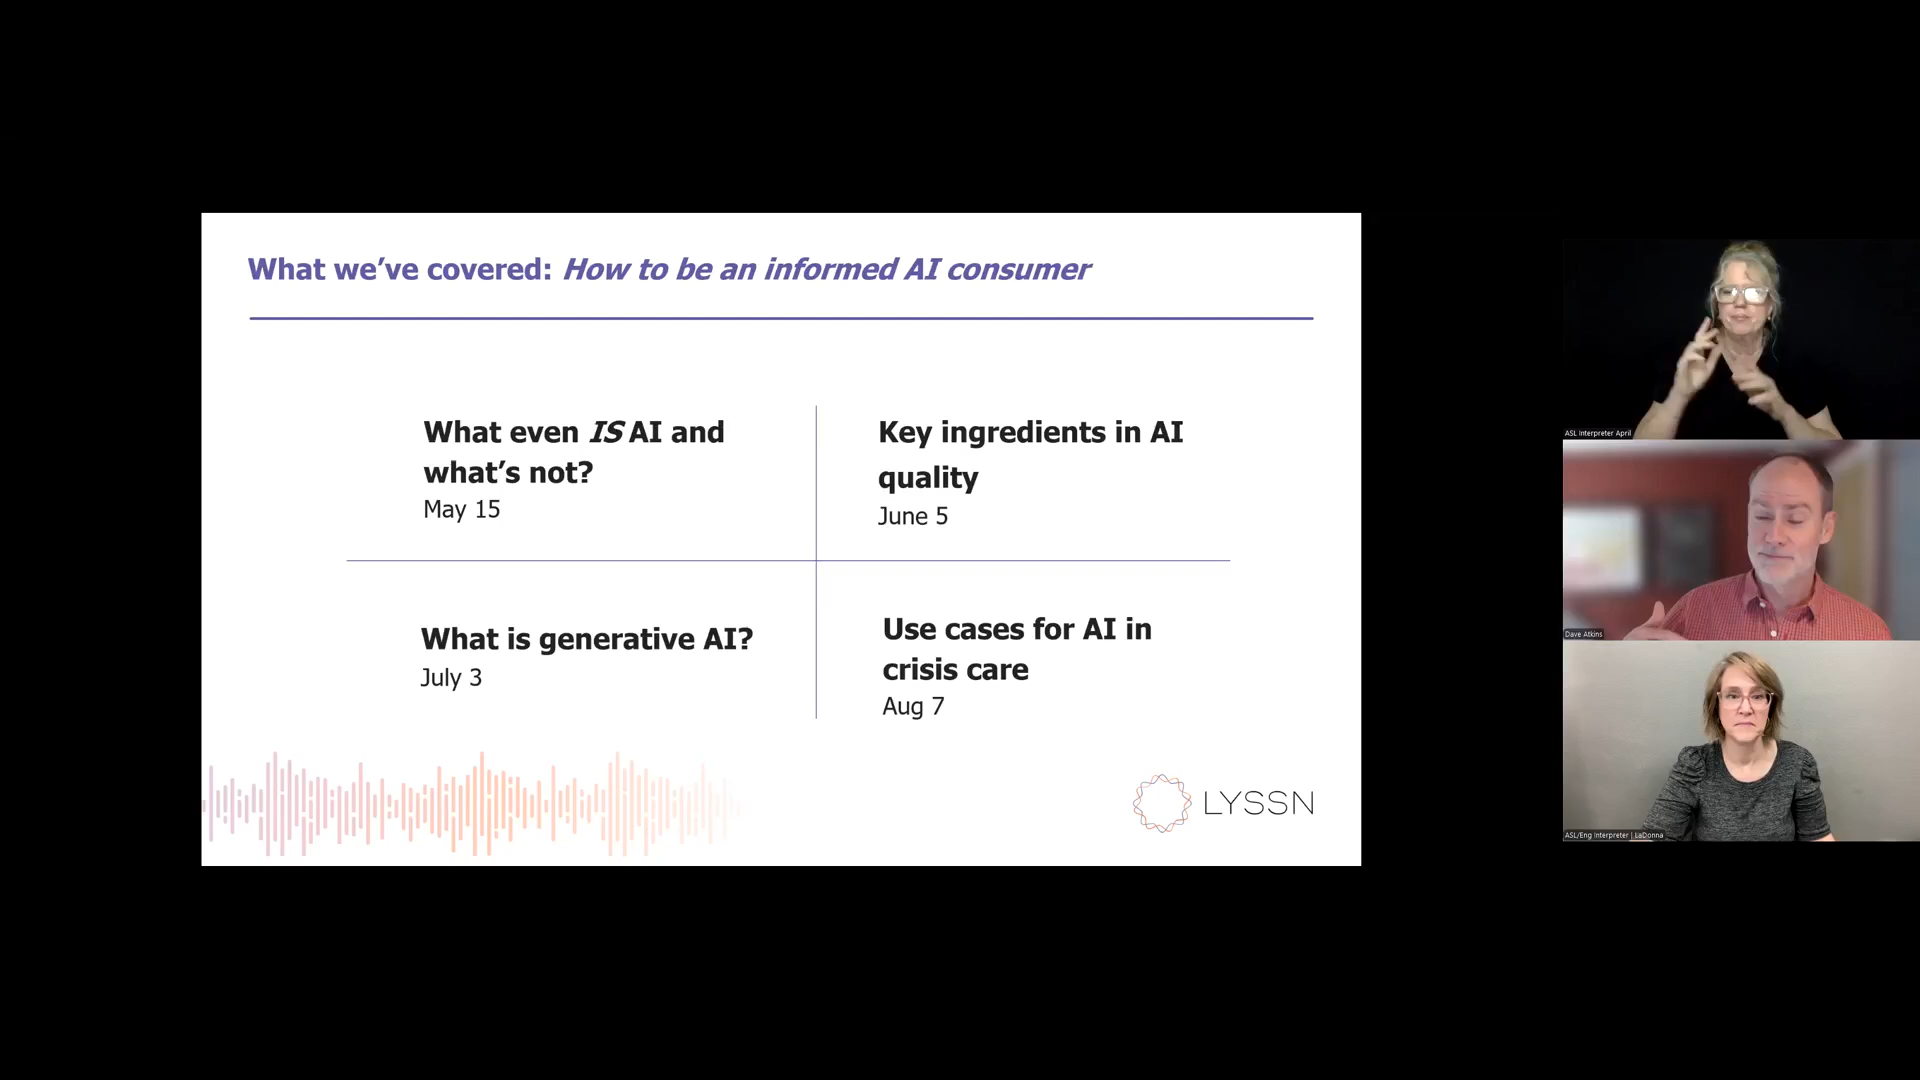 What we’ve covered: How to be an informed AI consumer
What even IS AI and
what’s not?
May 15
Key ingredients in AI
quality
June 5
What is generative AI?
July 3
Use cases for AI in
crisis care
Aug 7
LYSSN
ASL Interpreter April
Dave Atkins
ASL/Eng Interpreter | LaDonna